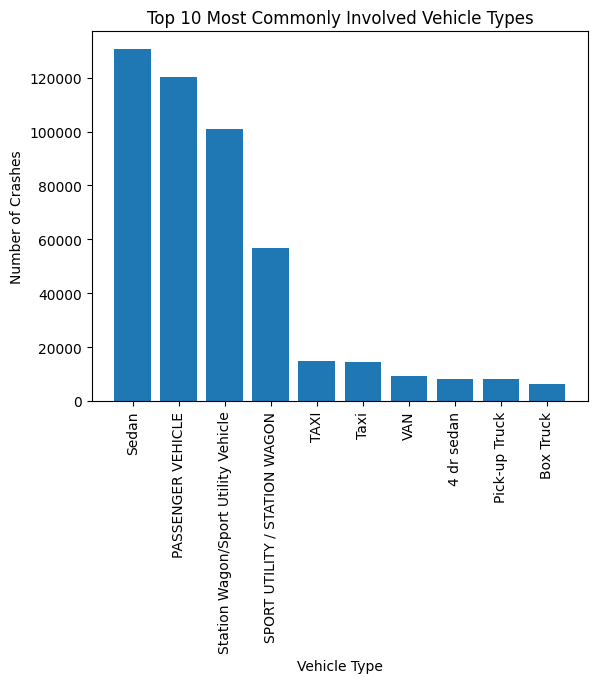 Top 10 Most Commonly Involved Vehicle Types
Number of Crashes
120000
100000
80000
60000
40000
20000
0
Sedan
PASSENGER VEHICLE
Station Wagon/Sport Utility Vehicle
SPORT UTILITY / STATION WAGON
TAXI
Taxi
VAN
4 dr sedan
Pick-up Truck
Box Truck
Vehicle Type